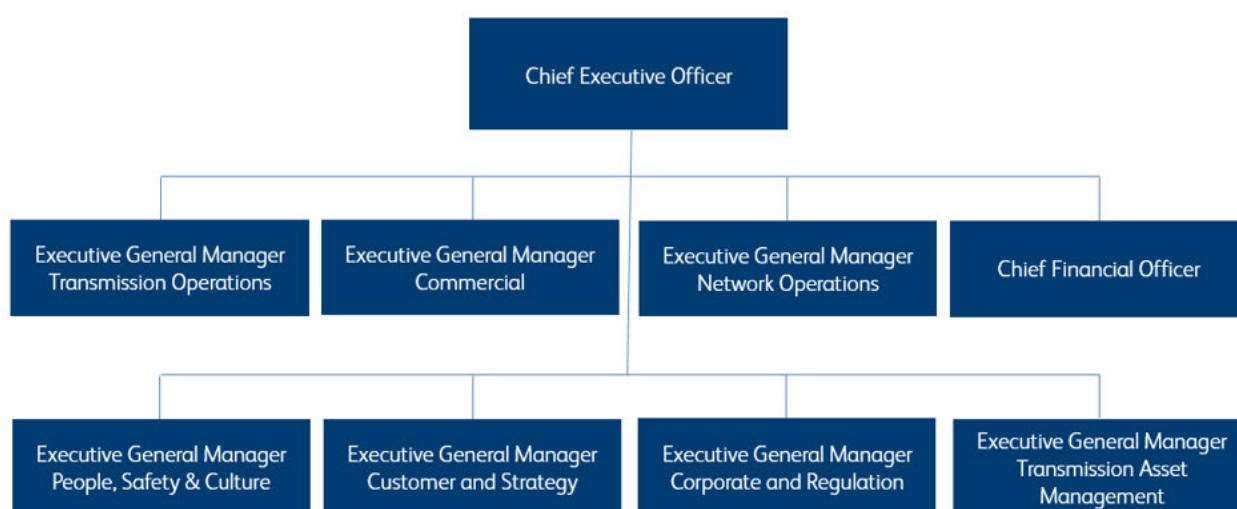 Chief Executive Officer
Executive General Manager
Transmission Operations
Executive General Manager
Commercial
Executive General Manager
Network Operations
Chief Financial Officer
Executive General Manager
People, Safety & Culture
Executive General Manager
Customer and Strategy
Executive General Manager
Corporate and Regulation
Executive General Manager
Transmission Asset
Management